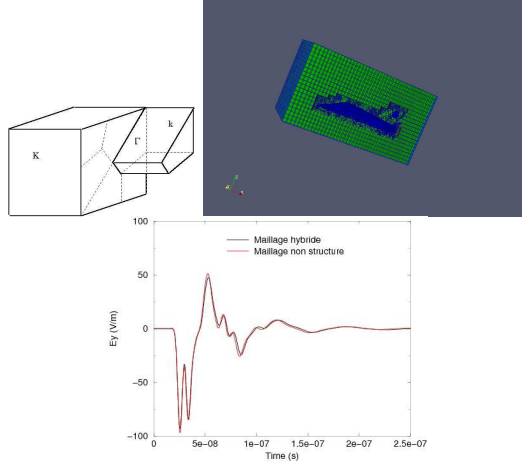 k
Γ
K
100
50
0
−50
−100
Ey (V/m)
Maillage hybride
Maillage non structure
0
5e−08
1e−07
1.5e−07
2e−07
2.5e−07
Time (s)